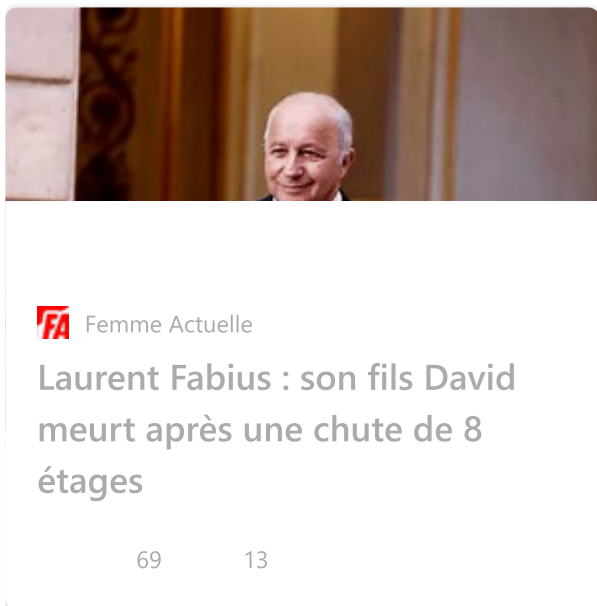 FA
Femme Actuelle
Laurent Fabius : son fils David
meurt après une chute de 8
étages
69 13